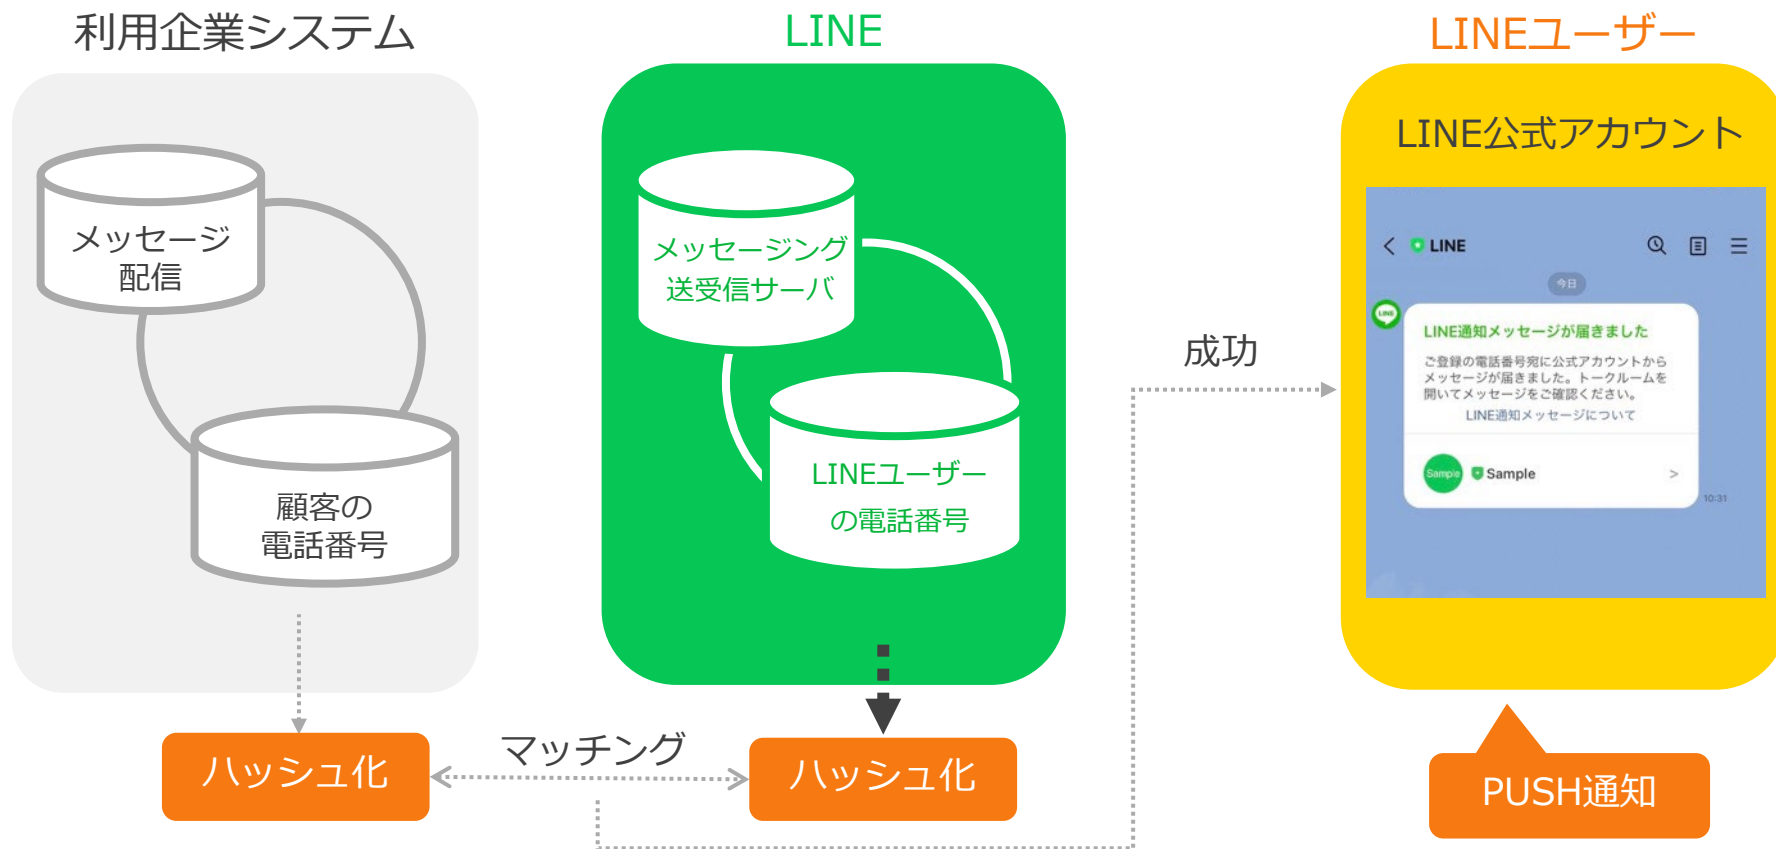 利用企業システム
メッセージ
配信
顧客の
電話番号
ハッシュ化
マッチング
LINE
メッセージング
送受信サーバ
LINEユーザー
の電話番号
ハッシュ化
成功
LINEユーザー
LINE公式アカウント
LINE
今日
LINE
LINE通知メッセージが届きました
ご登録の電話番号宛に公式アカウントから
メッセージが届きました。トークルームを
開いてメッセージをご確認ください。
LINE通知メッセージについて
Sample
Sample
10:31
PUSH通知